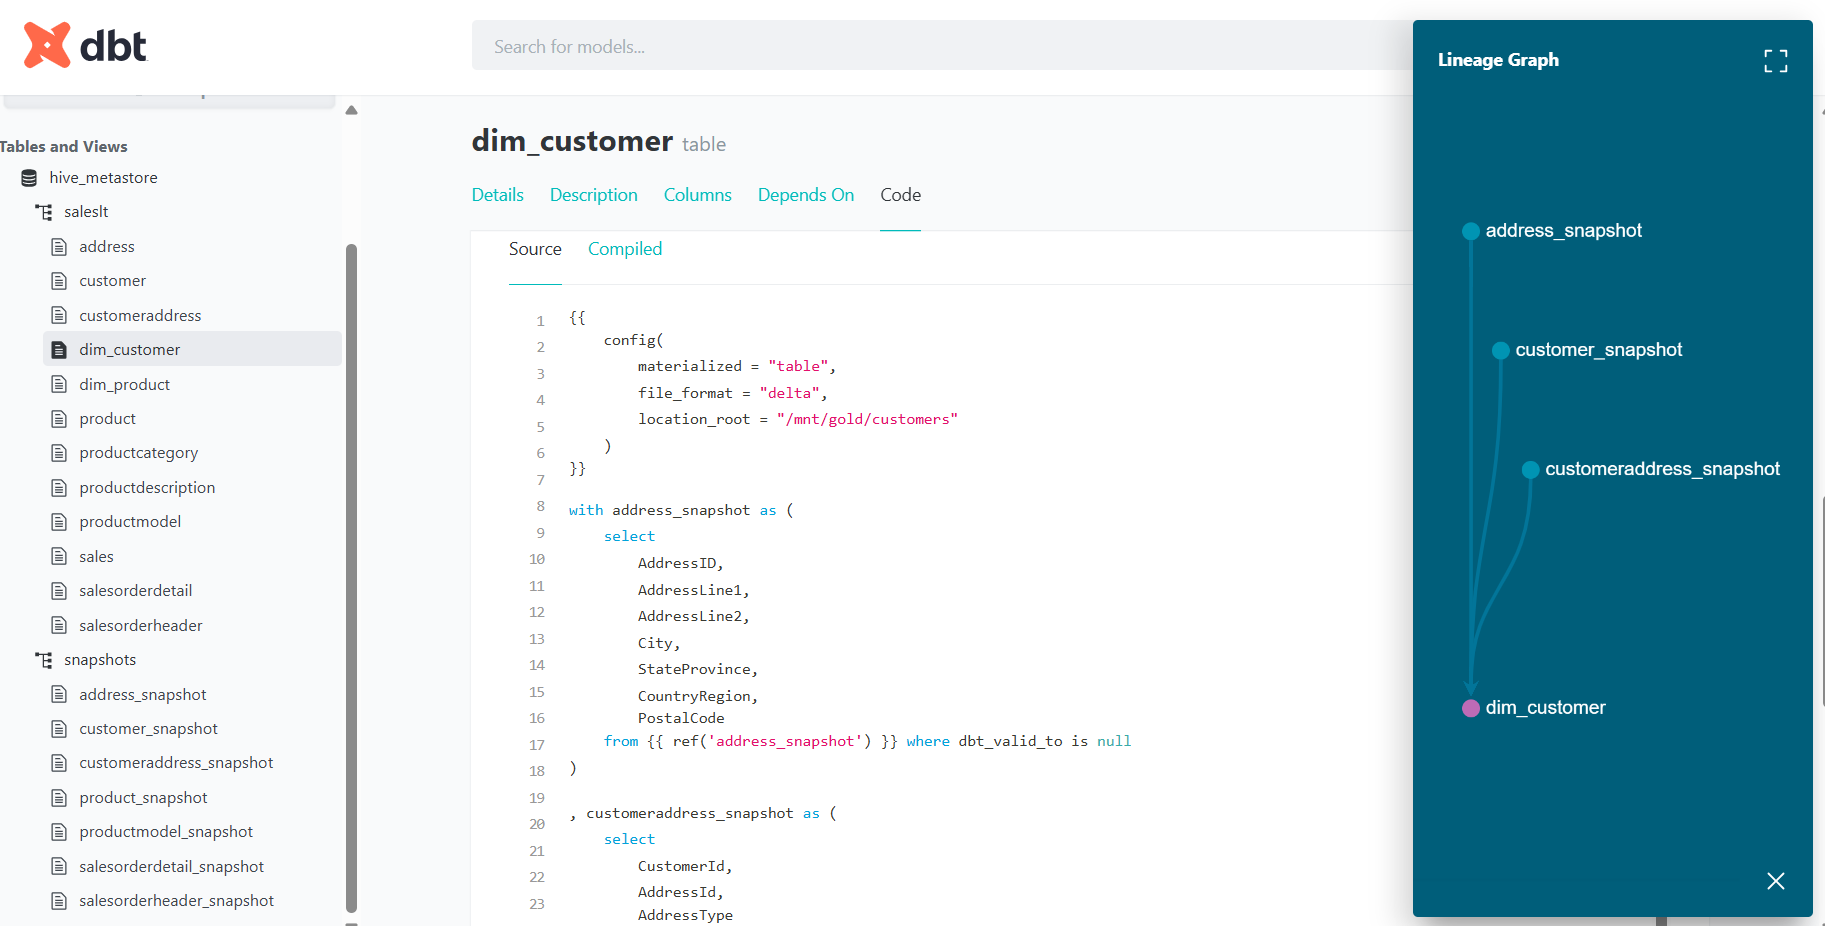 dbt
Search for models...
Tables and Views
hive_metastore
saleslt
address
customer
customeraddress
dim_customer
dim_product
product
productcategory
productdescription
productmodel
sales
salesorderdetail
salesorderheader
snapshots
address_snapshot
customer_snapshot
customeraddress_snapshot
product_snapshot
productmodel_snapshot
salesorderdetail_snapshot
salesorderheader_snapshot
dim_customer table
Details Description Columns Depends On Code
Source Compiled
1 {{
2 config(
3 materialized = "table",
4 file_format = "delta",
5 location_root = "/mnt/gold/customers"
6 )
7 }}
8
9 with address_snapshot as (
10 select
11 AddressID,
12 AddressLine1,
13 AddressLine2,
14 City,
15 StateProvince,
16 CountryRegion,
17 PostalCode
18 from {{ ref('address_snapshot') }} where dbt_valid_to is null
19 )
20
21 , customeraddress_snapshot as (
22 select
23 CustomerId,
AddressId,
AddressType
Lineage Graph
address_snapshot
customer_snapshot
customeraddress_snapshot
dim_customer